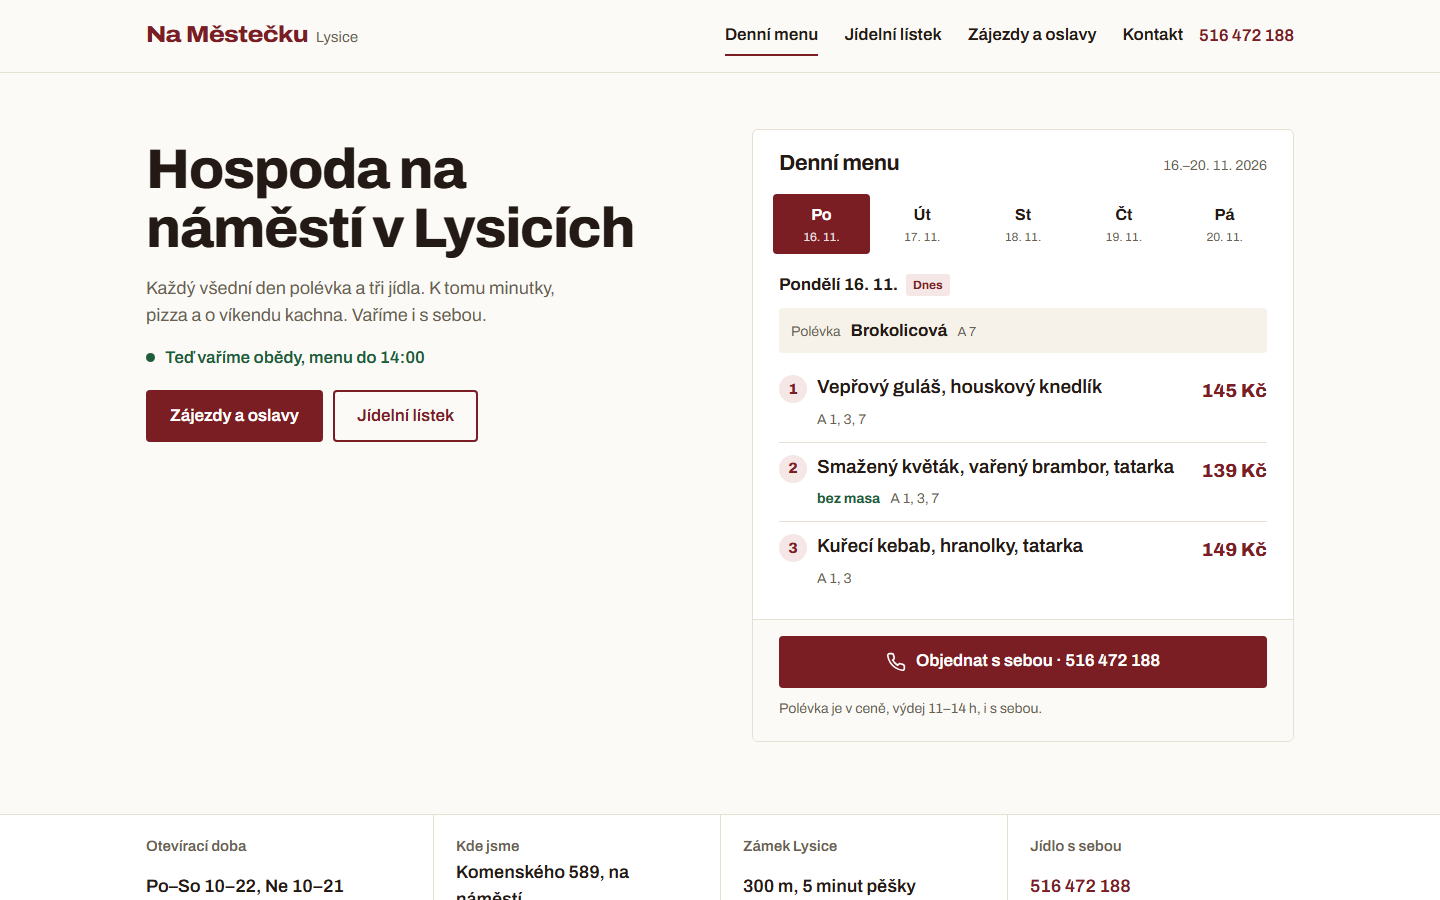 Na Městečku Lysice
Denní menu Jídelní lístek Zájezdy a oslavy Kontakt 516 472 188
Hospoda na
náměstí v Lysicích
Každý všední den polévka a tři jídla. K tomu minutky,
pizza a o víkendu kachna. Vaříme i s sebou.
Teď vaříme obědy, menu do 14:00
Zájezdy a oslavy
Jídelní lístek
Denní menu
16.–20. 11. 2026
Po Út St Čt Pá
16. 11. 17. 11. 18. 11. 19. 11. 20. 11.
Pondělí 16. 11. Dnes
Polévka Brokolicová A 7
1 Vepřový guláš, houskový knedlík 145 Kč
A 1, 3, 7
2 Smažený květák, vařený brambor, tatarka 139 Kč
bez masa A 1, 3, 7
3 Kuřecí kebab, hranolky, tatarka 149 Kč
A 1, 3
Objednat s sebou · 516 472 188
Polévka je v ceně, výdej 11–14 h, i s sebou.
Otevírací doba
Po–So 10–22, Ne 10–21
Kde jsme
Komenského 589, na
náměstí
Zámek Lysice
300 m, 5 minut pěšky
Jídlo s sebou
516 472 188